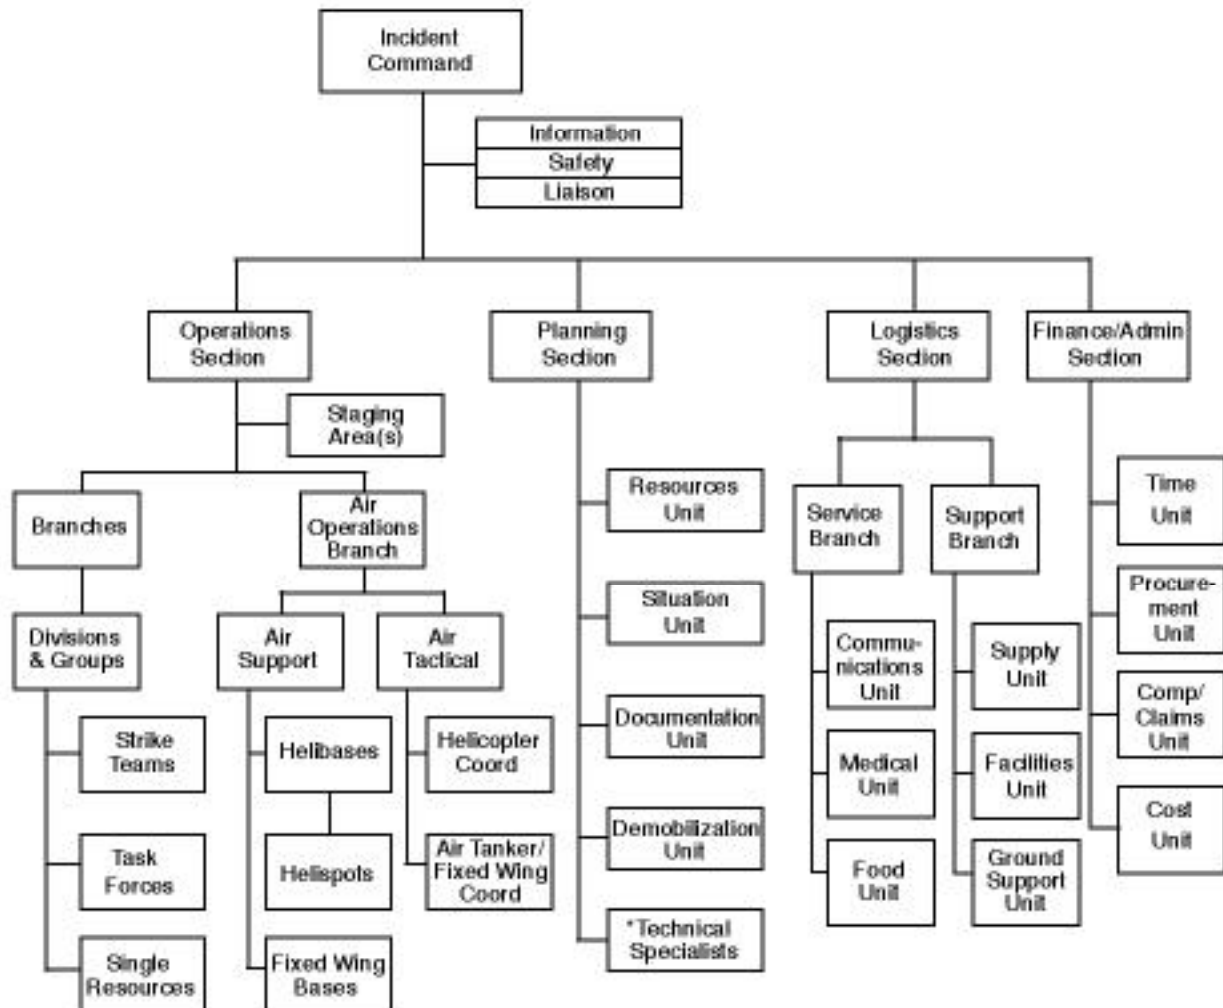 Incident
Command
Information
Safety
Liaison
Operations
Section
Planning
Section
Logistics
Section
Finance/Admin
Section
Staging
Area(s)
Branches
Air
Operations
Branch
Divisions
& Groups
Air
Support
Air
Tactical
Strike
Teams
Task
Forces
Single
Resources
Helibases
Helispots
Fixed Wing
Bases
Helicopter
Coord
Air Tanker/
Fixed Wing
Coord
Resources
Unit
Situation
Unit
Documentation
Unit
Demobilization
Unit
*Technical
Specialists
Service
Branch
Support
Branch
Commu-
nications
Unit
Medical
Unit
Food
Unit
Supply
Unit
Facilities
Unit
Ground
Support
Unit
Time
Unit
Procure-
ment
Unit
Comp/
Claims
Unit
Cost
Unit